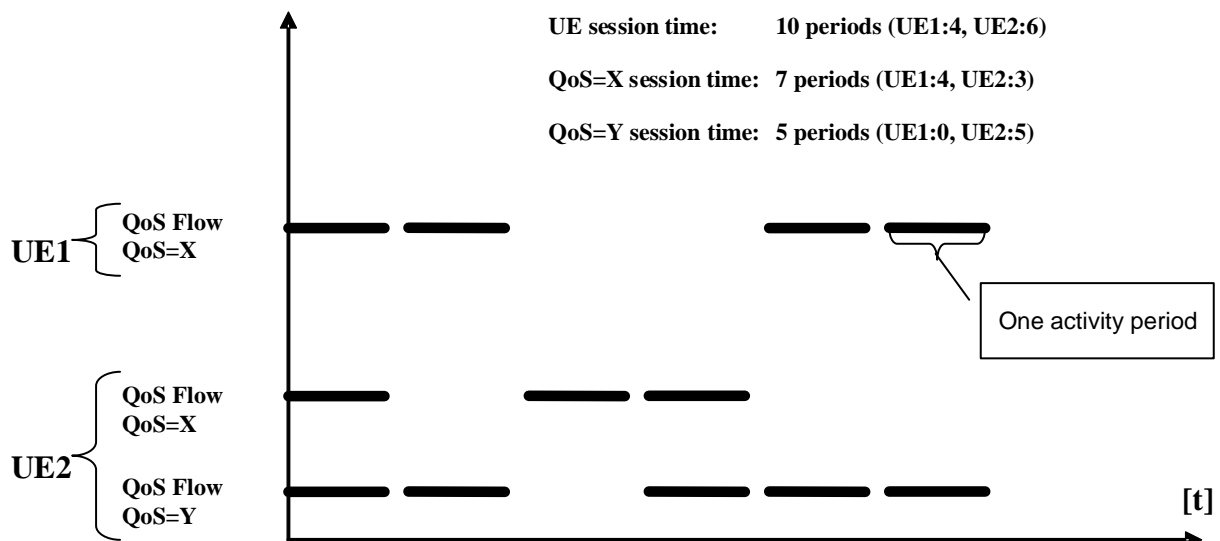 UE session time: 10 periods (UE1:4, UE2:6)
QoS=X session time: 7 periods (UE1:4, UE2:3)
QoS=Y session time: 5 periods (UE1:0, UE2:5)
UE1
QoS Flow
QoS=X
One activity period
UE2
QoS Flow
QoS=X
QoS Flow
QoS=Y
[t]